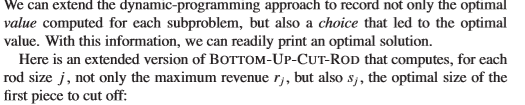 We can extend the dynamic-programming approach to record not only the optimal
value computed for each subproblem, but also a choice that led to the optimal
value. With this information, we can readily print an optimal solution.
Here is an extended version of BOTTOM-UP-CUT-ROD that computes, for each
rod size j, not only the maximum revenue rj, but also sj, the optimal size of the
first piece to cut off: